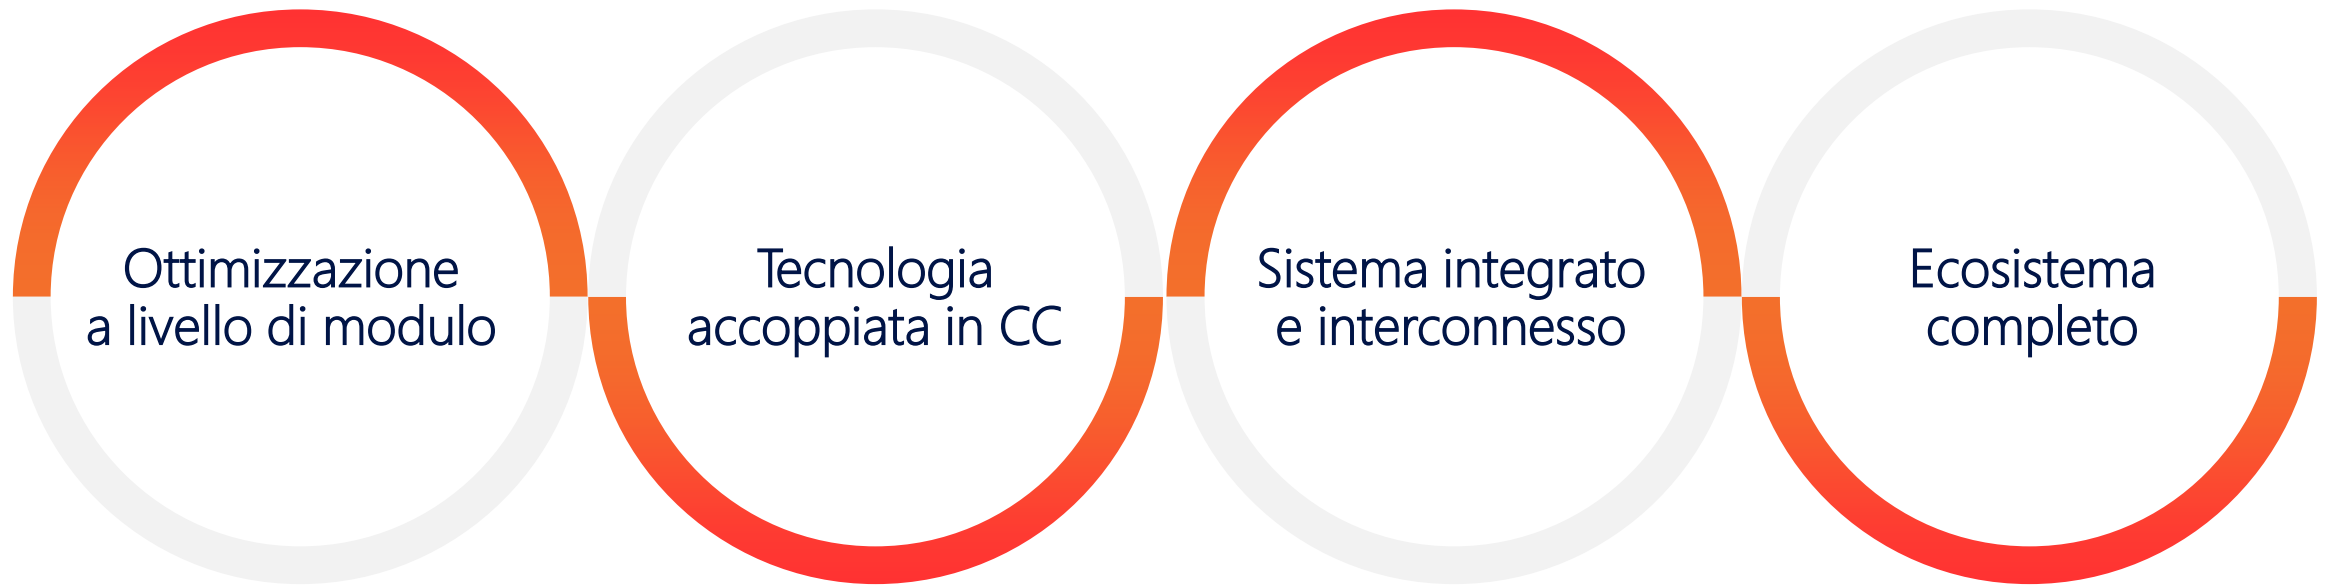 Ottimizzazione
a livello di modulo
Tecnologia
accoppiata in CC
Sistema integrato
e interconnesso
Ecosistema
completo